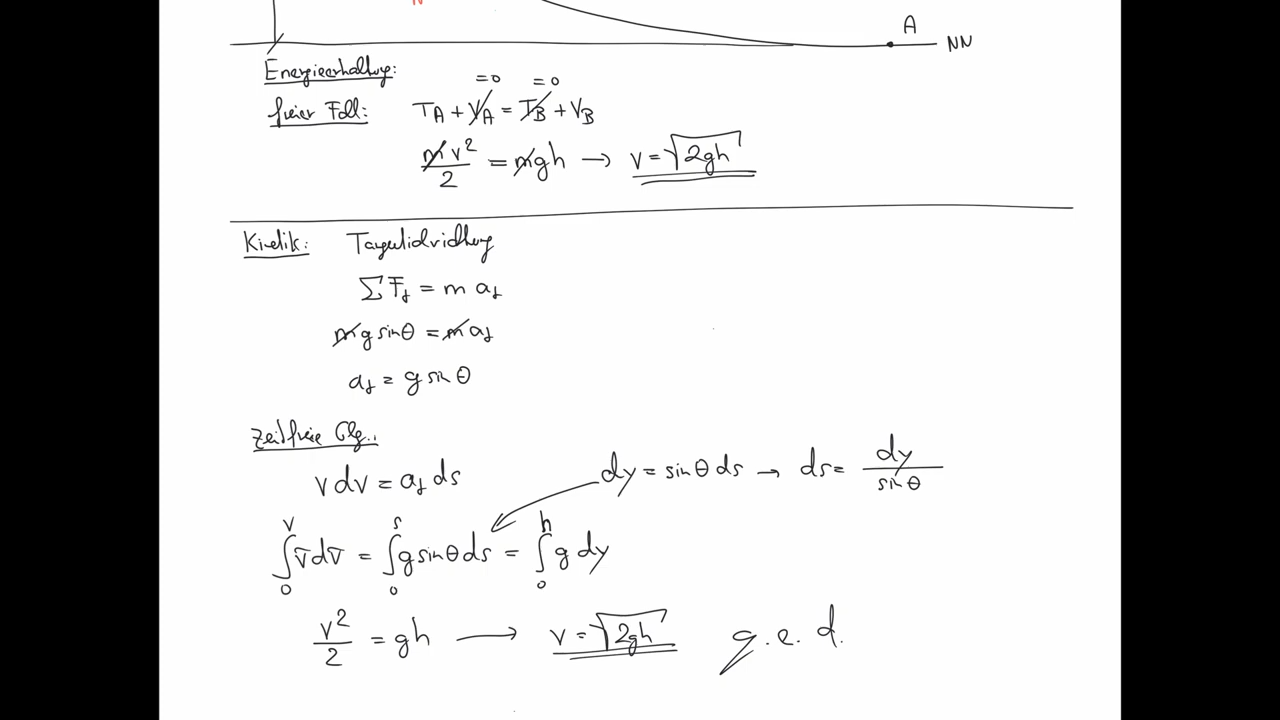 N
A
NN
Energieerhaltung:
=0 =0
freier Fall: T_A + V_A = T_B + V_B
mv²/2 = mgh → v = √2gh
Kinetik: Tangentialrichtung
∑F_t = m a_t
mg sinθ = m a_t
a_t = g sinθ
Zeitfreie Glg.:
v dv = a_t ds
dy = sinθ ds → ds = dy/sinθ
∫₀^v v̄ dv̄ = ∫₀^s g sinθ ds = ∫₀^h g dy
v²/2 = gh → v = √2gh q.e.d.